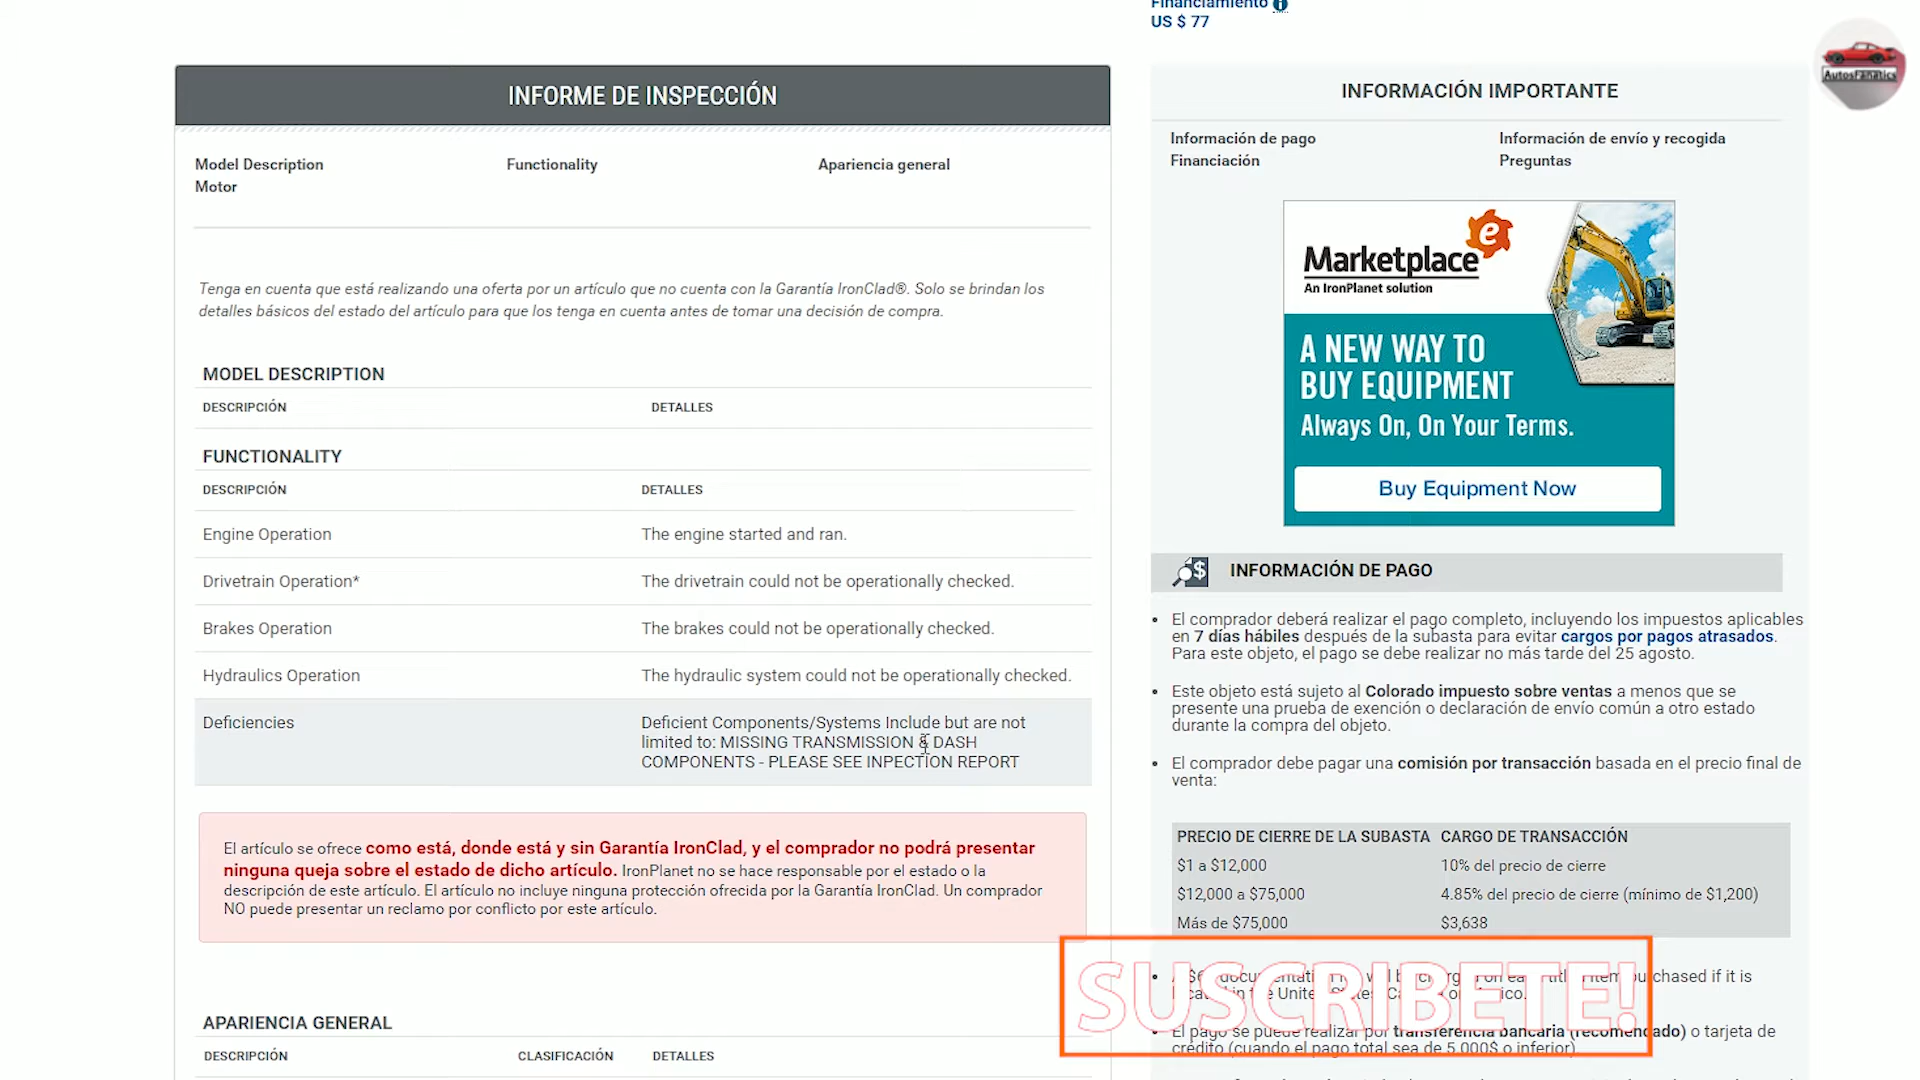 Financiamiento
US $ 77
AutosFanatics
INFORME DE INSPECCIÓN
Model Description
Functionality
Apariencia general
Motor
Tenga en cuenta que está realizando una oferta por un artículo que no cuenta con la Garantía IronClad®. Solo se brindan los
detalles básicos del estado del artículo para que los tenga en cuenta antes de tomar una decisión de compra.
MODEL DESCRIPTION
DESCRIPCIÓN
DETALLES
FUNCTIONALITY
DESCRIPCIÓN
DETALLES
Engine Operation
The engine started and ran.
Drivetrain Operation*
The drivetrain could not be operationally checked.
Brakes Operation
The brakes could not be operationally checked.
Hydraulics Operation
The hydraulic system could not be operationally checked.
Deficiencies
Deficient Components/Systems Include but are not
limited to: MISSING TRANSMISSION & DASH
COMPONENTS - PLEASE SEE INPECTION REPORT
El artículo se ofrece como está, donde está y sin Garantía IronClad, y el comprador no podrá presentar
ninguna queja sobre el estado de dicho artículo. IronPlanet no se hace responsable por el estado o la
descripción de este artículo. El artículo no incluye ninguna protección ofrecida por la Garantía IronClad. Un comprador
NO puede presentar un reclamo por conflicto por este artículo.
APARIENCIA GENERAL
DESCRIPCIÓN
CLASIFICACIÓN
DETALLES
INFORMACIÓN IMPORTANTE
Información de pago
Información de envío y recogida
Financiación
Preguntas
Marketplace e
An IronPlanet solution
A NEW WAY TO
BUY EQUIPMENT
Always On, On Your Terms.
Buy Equipment Now
INFORMACIÓN DE PAGO
El comprador deberá realizar el pago completo, incluyendo los impuestos aplicables
en 7 días hábiles después de la subasta para evitar cargos por pagos atrasados.
Para este objeto, el pago se debe realizar no más tarde del 25 agosto.
Este objeto está sujeto al Colorado impuesto sobre ventas a menos que se
presente una prueba de exención o declaración de envío común a otro estado
durante la compra del objeto.
El comprador debe pagar una comisión por transacción basada en el precio final de
venta:
PRECIO DE CIERRE DE LA SUBASTA
CARGO DE TRANSACCIÓN
$1 a $12,000
10% del precio de cierre
$12,000 a $75,000
4.85% del precio de cierre (mínimo de $1,200)
Más de $75,000
$3,638
SUSCRIBETE!
purchased if it is
El pago se puede realizar por transferencia bancaria (recomendado) o tarjeta de
crédito (cuando el pago total sea de 5.000$ o inferior)